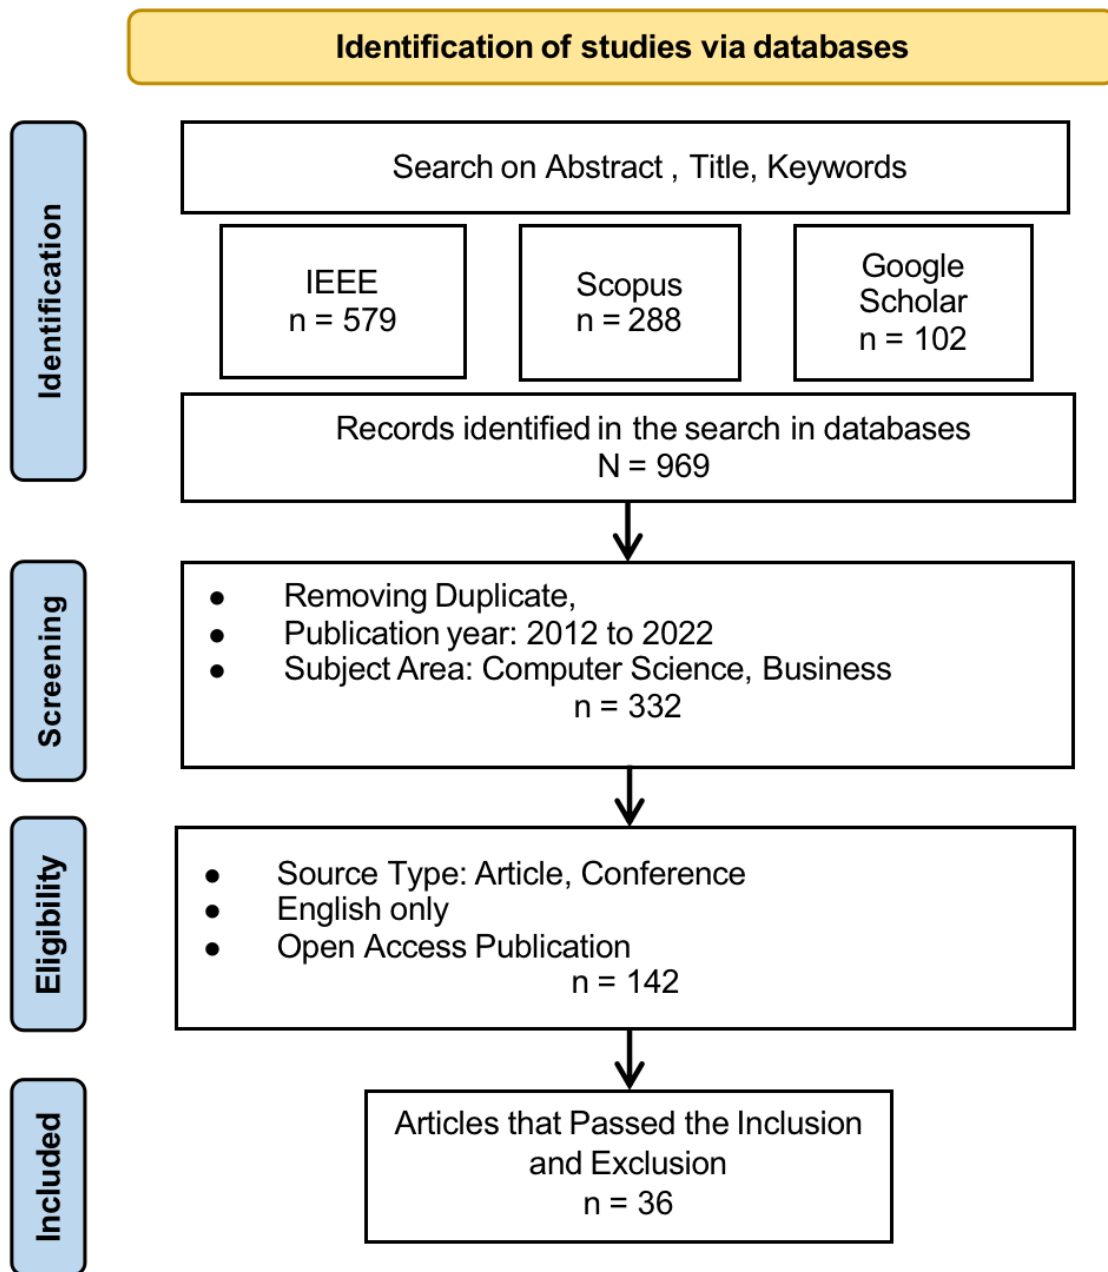 Identification of studies via databases
Identification
Search on Abstract , Title, Keywords
IEEE
n = 579
Scopus
n = 288
Google
Scholar
n = 102
Records identified in the search in databases
N = 969
Screening
● Removing Duplicate,
● Publication year: 2012 to 2022
● Subject Area: Computer Science, Business
n = 332
Eligibility
● Source Type: Article, Conference
● English only
● Open Access Publication
n = 142
Included
Articles that Passed the Inclusion
and Exclusion
n = 36